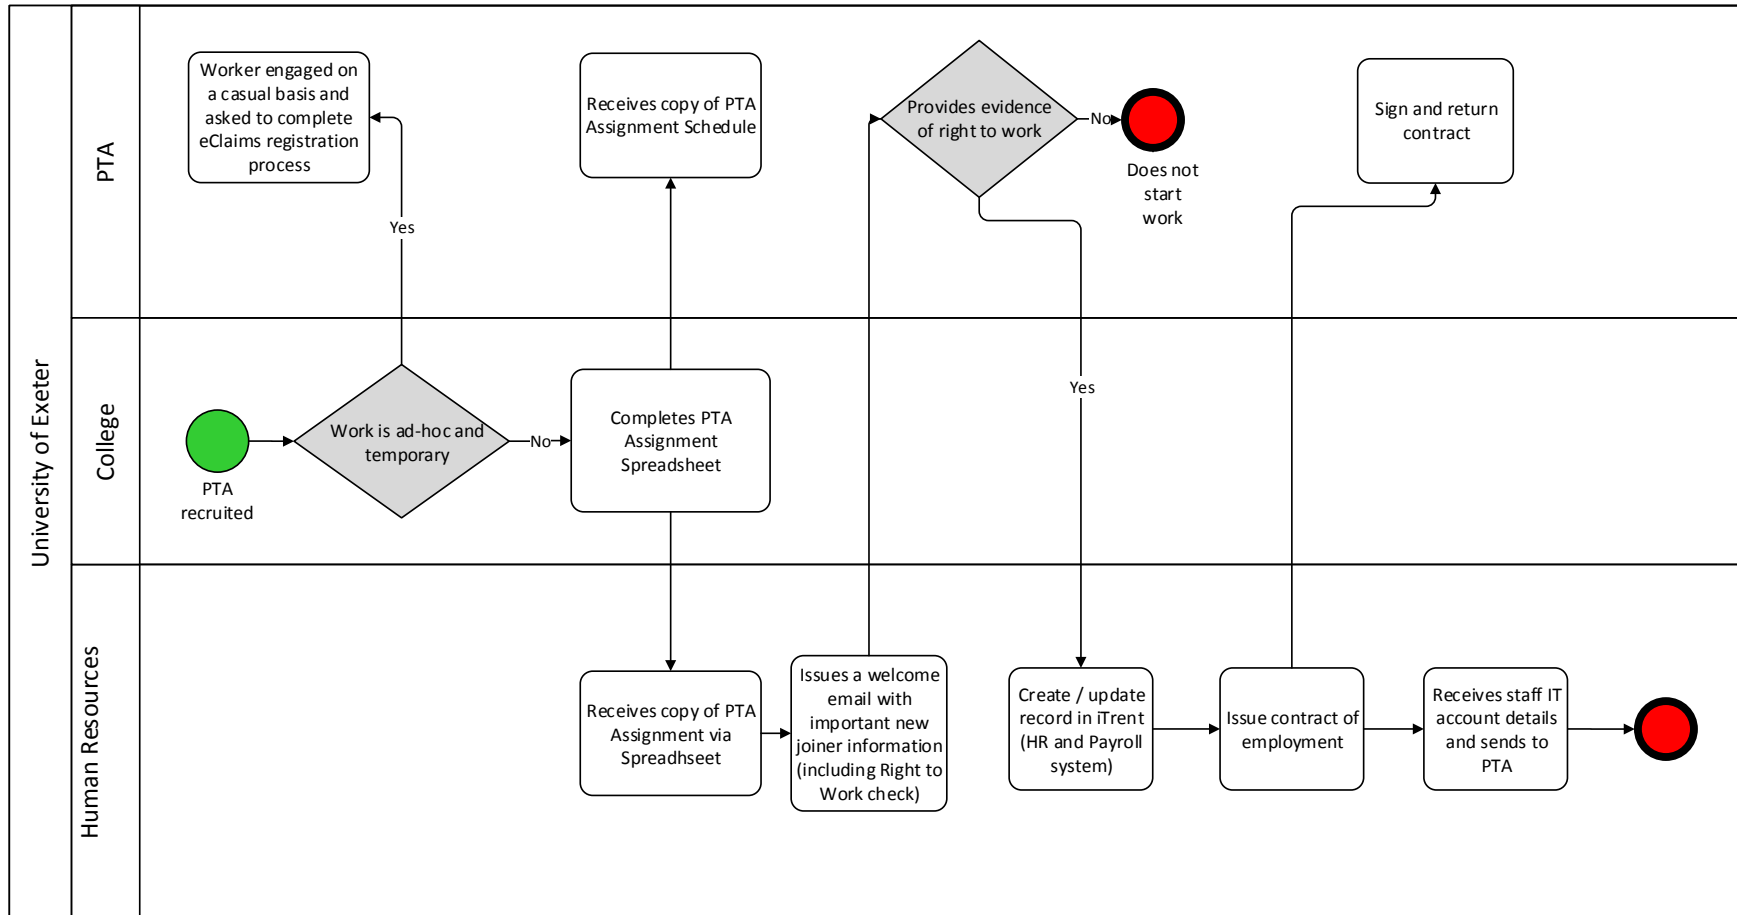 University of Exeter
PTA
Worker engaged on
a casual basis and
asked to complete
eClaims registration
process
Receives copy of PTA
Assignment Schedule
Provides evidence
of right to work
No
Does not
start
work
Sign and return
contract
Yes
College
PTA
recruited
Work is ad-hoc and
temporary
No
Completes PTA
Assignment
Spreadsheet
Yes
Human Resources
Receives copy of PTA
Assignment via
Spreadhseet
Issues a welcome
email with
important new
joiner information
(including Right to
Work check)
Create / update
record in iTrent
(HR and Payroll
system)
Issue contract of
employment
Receives staff IT
account details
and sends to
PTA